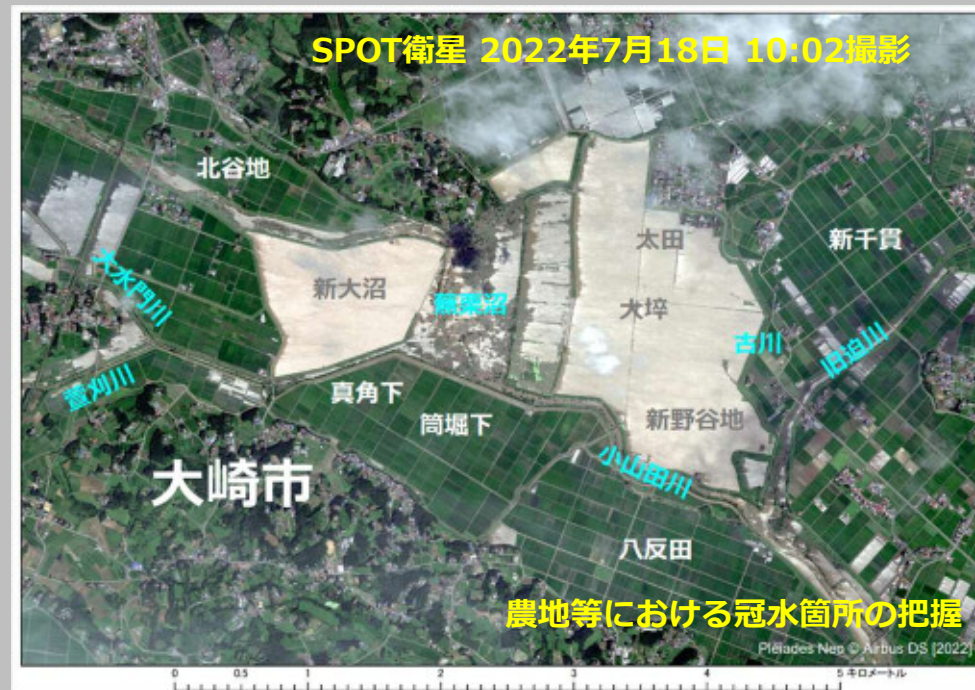 SPOT衛星 2022年7月18日 10:02撮影
北谷地
太田
新千貫
新大沼
大水門川
蕪栗沼
大埣
古川
旧迫川
萱刈川
真角下
筒堀下
新野谷地
小山田川
大崎市
八反田
農地等における冠水箇所の把握
Pléiades Neo © Airbus DS [2022]
0 0.5 1 2 3 4 5 キロメートル